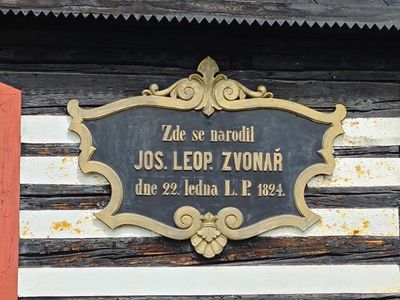 Zde se narodil
JOS. LEOP. ZVONAŘ
dne 22. ledna L. P. 1824.